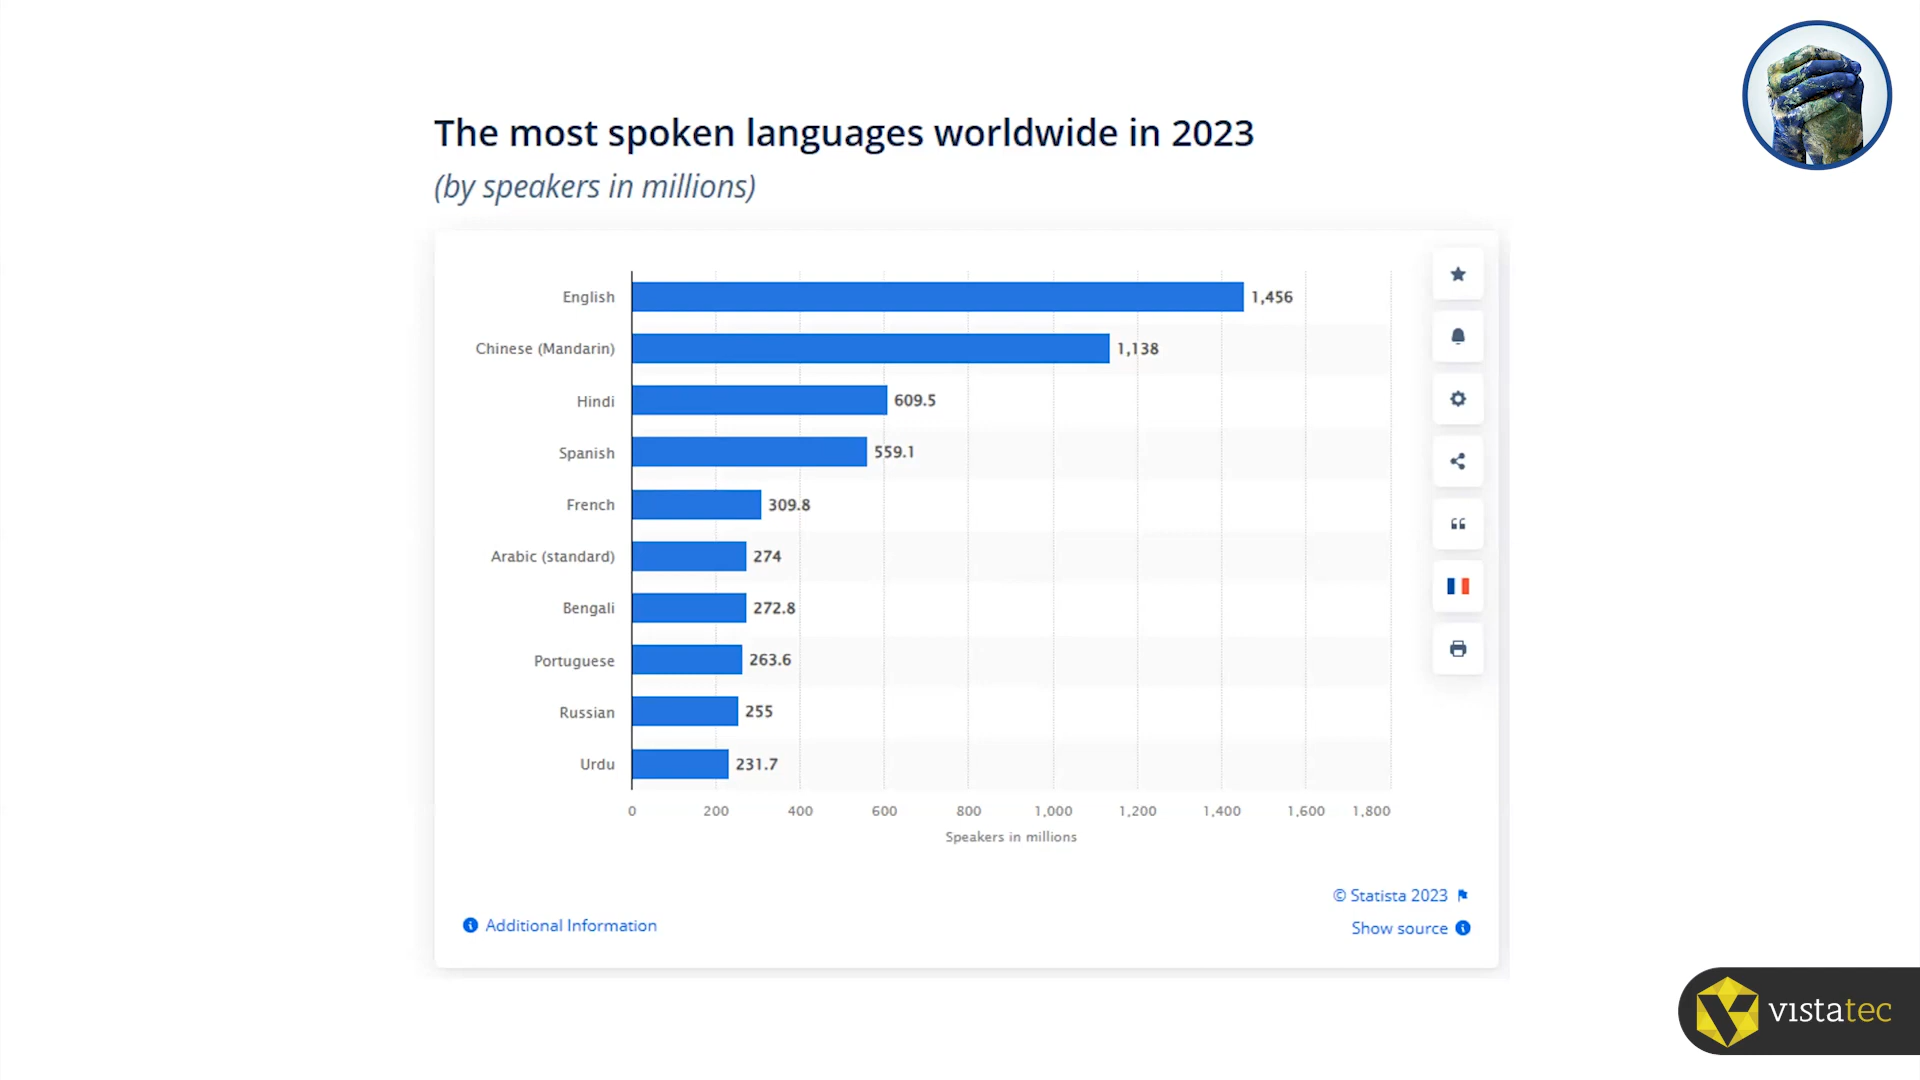 The most spoken languages worldwide in 2023
(by speakers in millions)
English 1,456
Chinese (Mandarin) 1,138
Hindi 609.5
Spanish 559.1
French 309.8
Arabic (standard) 274
Bengali 272.8
Portuguese 263.6
Russian 255
Urdu 231.7
0 200 400 600 800 1,000 1,200 1,400 1,600 1,800
Speakers in millions
© Statista 2023
Additional Information
Show source
vistatec